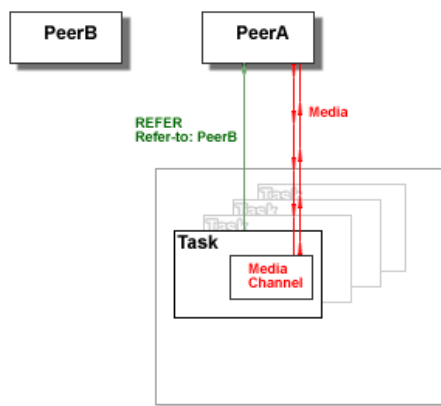 PeerB
PeerA
REFER
Refer-to: PeerB
Media
Task
Task
Task
Task
Media
Channel